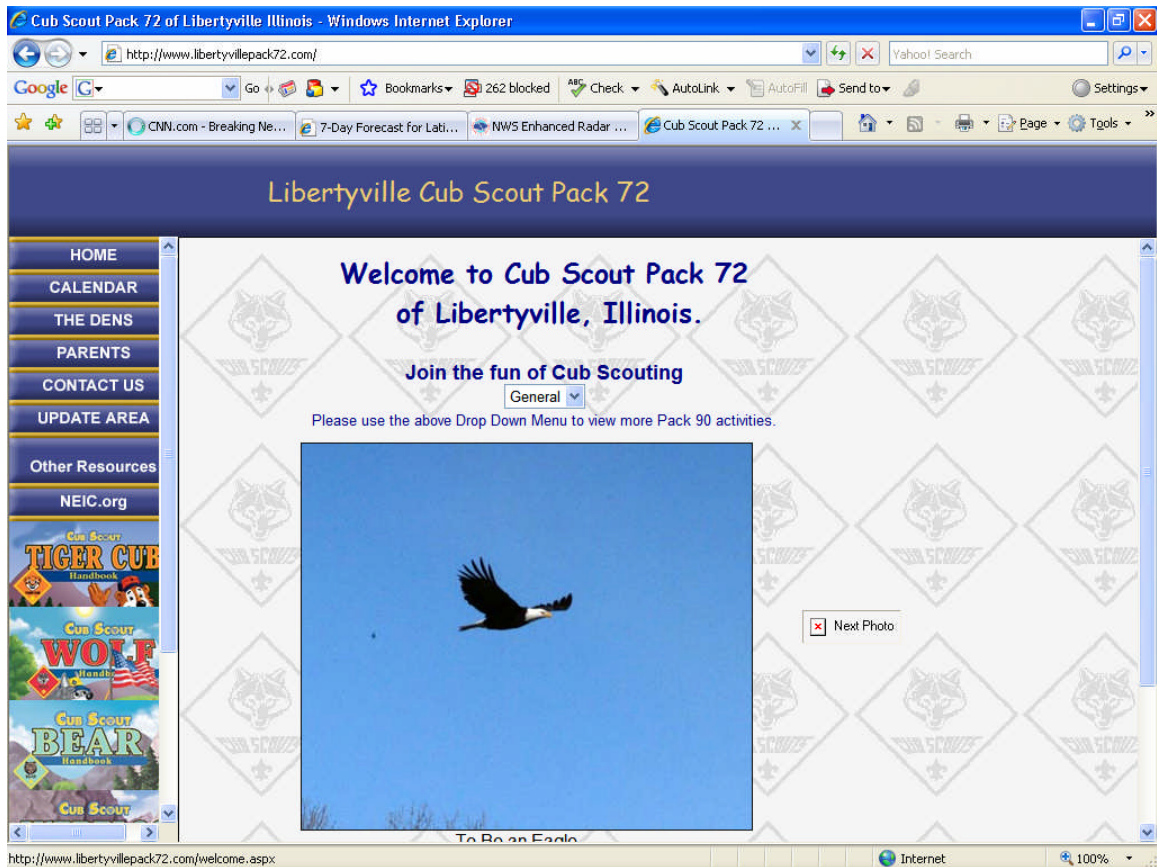 Cub Scout Pack 72 of Libertyville Illinois - Windows Internet Explorer
http://www.libertyvillepack72.com/
Yahoo! Search
Google G Go Bookmarks 262 blocked ABC Check AutoLink AutoFill Send to Settings
CNN.com - Breaking Ne... 7-Day Forecast for Lati... NWS Enhanced Radar ... Cub Scout Pack 72 ... X Page Tools »
Libertyville Cub Scout Pack 72
HOME
CALENDAR
THE DENS
PARENTS
CONTACT US
UPDATE AREA
Other Resources
NEIC.org
CUB SCOUT
TIGER CUB
Handbook
CUB SCOUT
WOLF
Handbook
CUB SCOUT
BEAR
Handbook
CUB SCOUT
Welcome to Cub Scout Pack 72
of Libertyville, Illinois.
Join the fun of Cub Scouting
General
Please use the above Drop Down Menu to view more Pack 90 activities.
Next Photo
To Be an Eagle
CUB SCOUTS
http://www.libertyvillepack72.com/welcome.aspx
Internet
100%